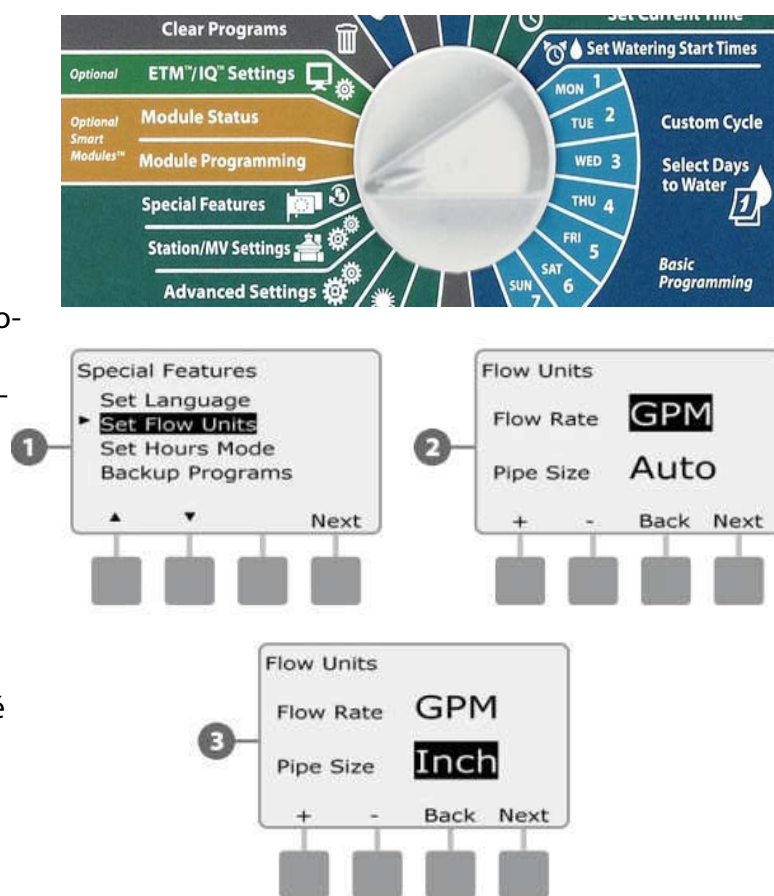 Clear Programs
Optional
ETM™/IQ™ Settings
Optional
Smart
Modules™
Module Status
Module Programming
Special Features
Station/MV Settings
Advanced Settings
Set Current Time
Set Watering Start Times
MON 1
TUE 2
WED 3
THU 4
FRI 5
SAT 6
SUN 7
Custom Cycle
Select Days
to Water
1
Basic
Programming
o-
-
é
1
Special Features
Set Language
Set Flow Units
Set Hours Mode
Backup Programs
Next
2
Flow Units
Flow Rate GPM
Pipe Size Auto
+ - Back Next
3
Flow Units
Flow Rate GPM
Pipe Size Inch
+ - Back Next